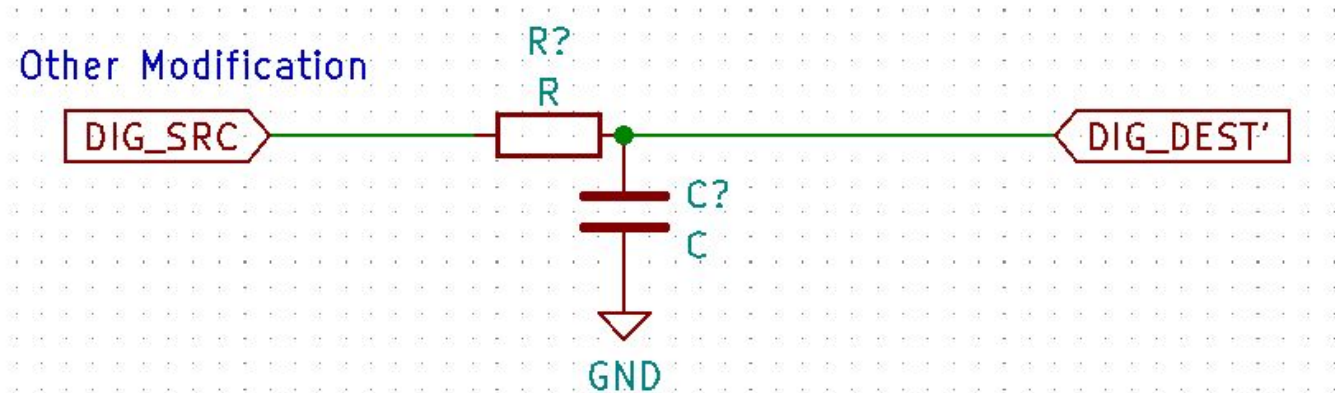 Other Modification
R?
R
DIG_SRC
DIG_DEST'
C?
C
GND